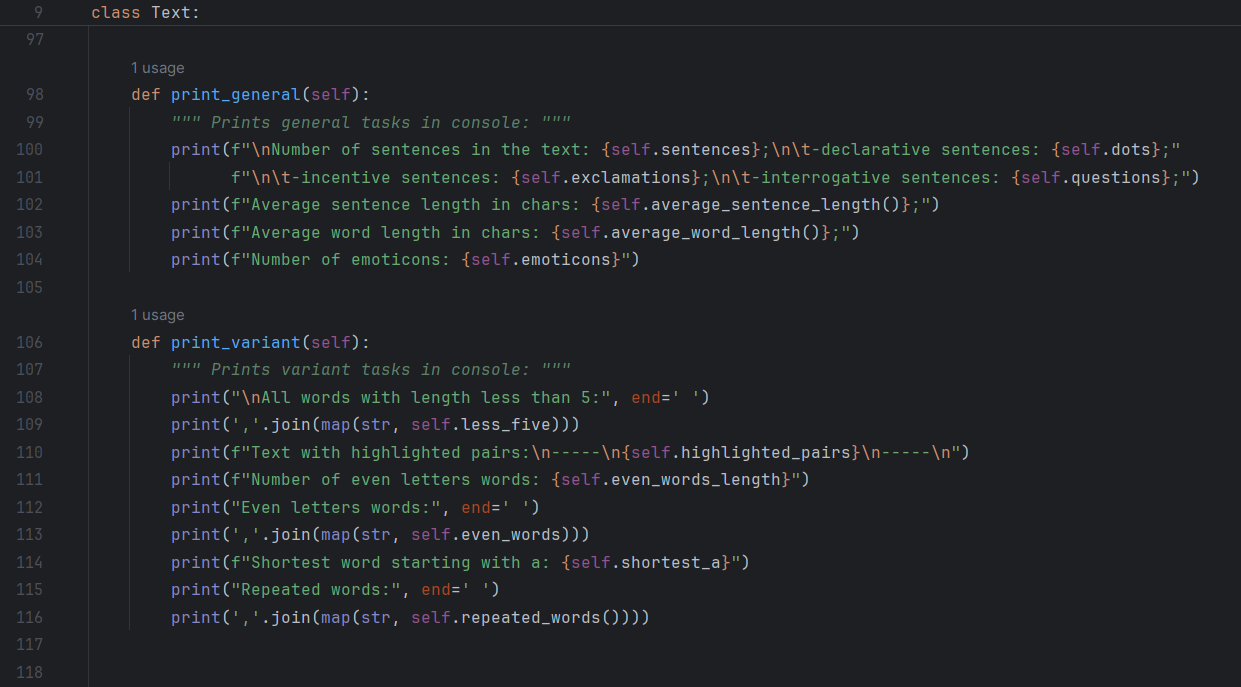 9 class Text:
97
1 usage
98 def print_general(self):
99 """ Prints general tasks in console: """
100 print(f"\nNumber of sentences in the text: {self.sentences};\n\t-declarative sentences: {self.dots};"
101 f"\n\t-incentive sentences: {self.exclamations};\n\t-interrogative sentences: {self.questions};")
102 print(f"Average sentence length in chars: {self.average_sentence_length()};")
103 print(f"Average word length in chars: {self.average_word_length()};")
104 print(f"Number of emoticons: {self.emoticons}")
105
1 usage
106 def print_variant(self):
107 """ Prints variant tasks in console: """
108 print("\nAll words with length less than 5:", end=' ')
109 print(','.join(map(str, self.less_five)))
110 print(f"Text with highlighted pairs:\n-----\n{self.highlighted_pairs}\n-----\n")
111 print(f"Number of even letters words: {self.even_words_length}")
112 print("Even letters words:", end=' ')
113 print(','.join(map(str, self.even_words)))
114 print(f"Shortest word starting with a: {self.shortest_a}")
115 print("Repeated words:", end=' ')
116 print(','.join(map(str, self.repeated_words())))
117
118